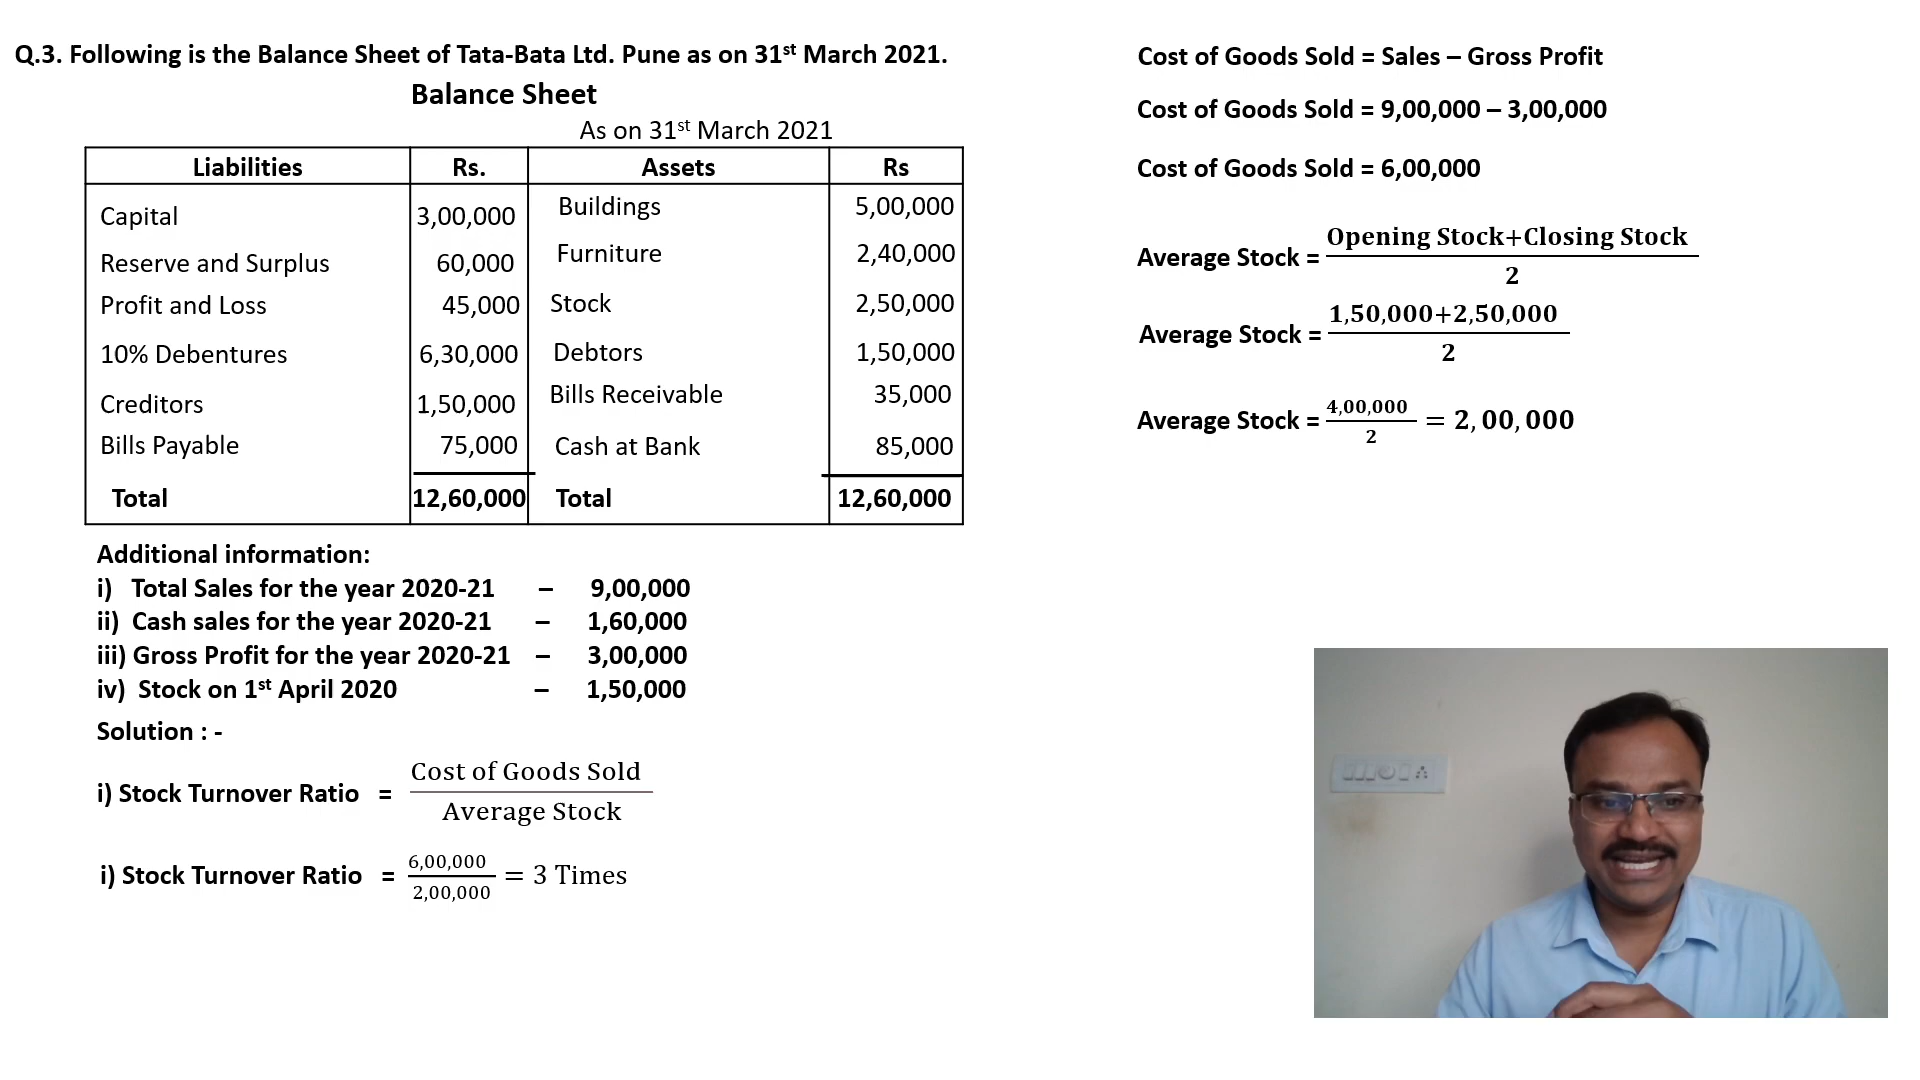 Q.3. Following is the Balance Sheet of Tata-Bata Ltd. Pune as on 31st March 2021.
Balance Sheet
As on 31st March 2021
Liabilities Rs. Assets Rs
Capital 3,00,000 Buildings 5,00,000
Reserve and Surplus 60,000 Furniture 2,40,000
Profit and Loss 45,000 Stock 2,50,000
10% Debentures 6,30,000 Debtors 1,50,000
Creditors 1,50,000 Bills Receivable 35,000
Bills Payable 75,000 Cash at Bank 85,000
Total 12,60,000 Total 12,60,000
Additional information:
i) Total Sales for the year 2020-21 – 9,00,000
ii) Cash sales for the year 2020-21 – 1,60,000
iii) Gross Profit for the year 2020-21 – 3,00,000
iv) Stock on 1st April 2020 – 1,50,000
Solution : -
i) Stock Turnover Ratio = Cost of Goods Sold
Average Stock
i) Stock Turnover Ratio = 6,00,000
2,00,000 = 3 Times
Cost of Goods Sold = Sales – Gross Profit
Cost of Goods Sold = 9,00,000 – 3,00,000
Cost of Goods Sold = 6,00,000
Average Stock = Opening Stock+Closing Stock
2
Average Stock = 1,50,000+2,50,000
2
Average Stock = 4,00,000
2 = 2,00,000